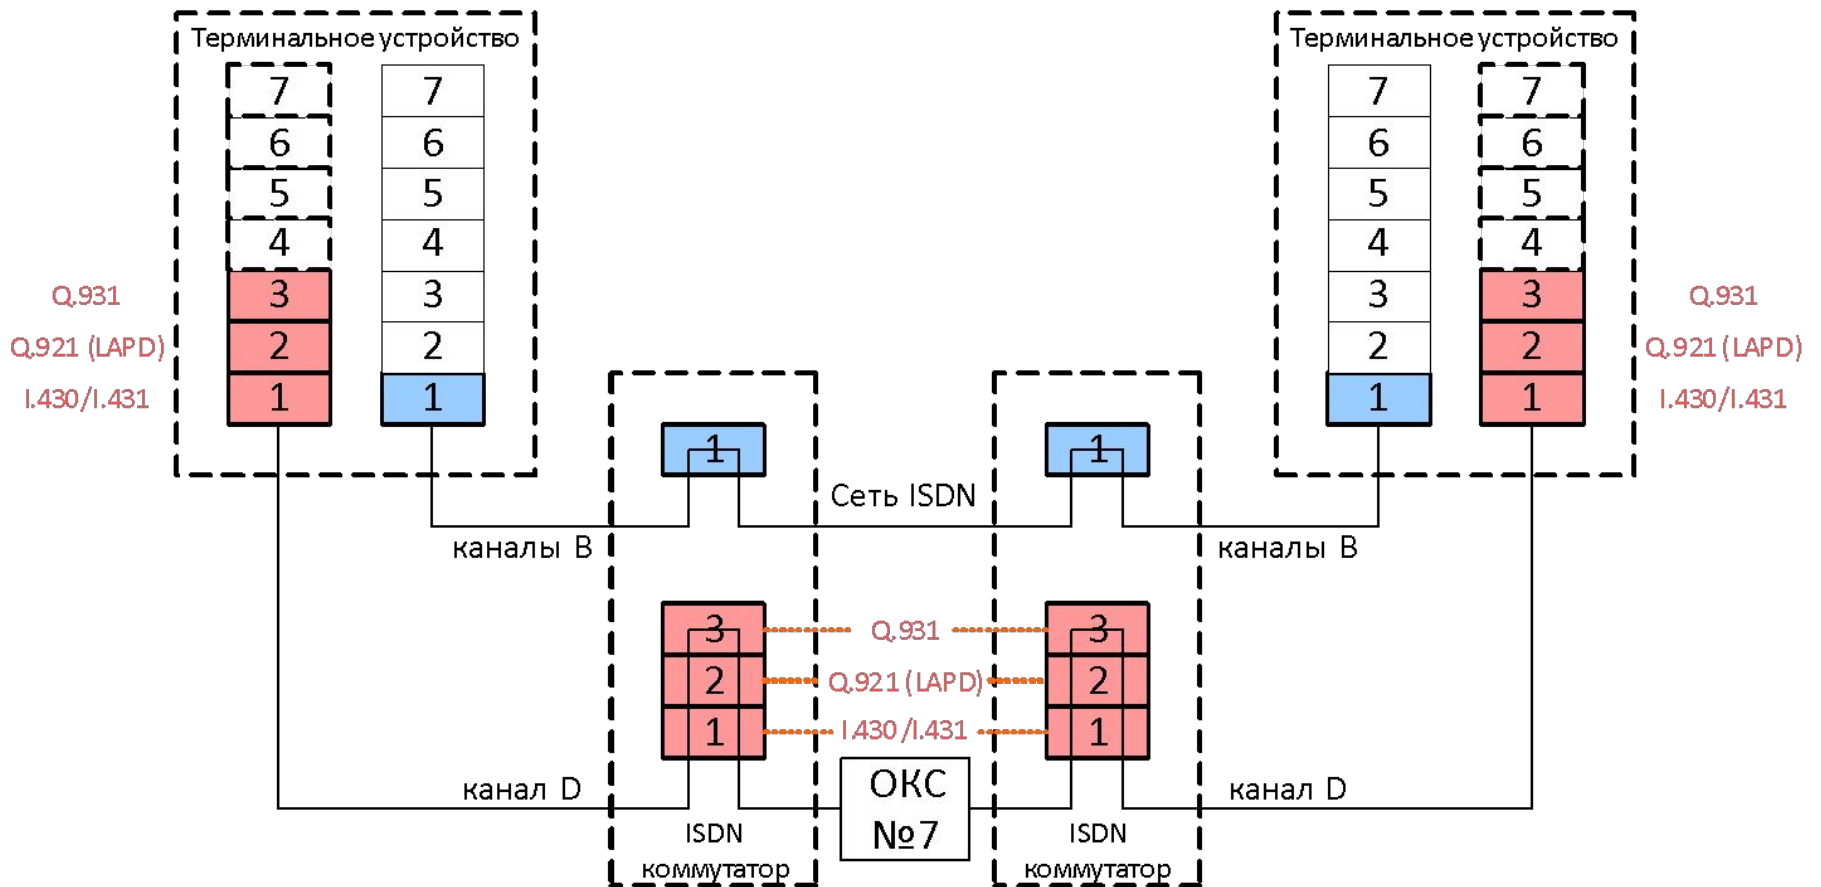 Терминальное устройство
Терминальное устройство
7 7 7 7
6 6 6 6
5 5 5 5
4 4 4 4
Q.931 3 3 3 3 Q.931
Q.921 (LAPD) 2 2 2 2 Q.921 (LAPD)
I.430/I.431 1 1 1 1 I.430/I.431
1 1
Сеть ISDN
каналы B каналы B
3 Q.931 3
2 Q.921 (LAPD) 2
1 I.430/I.431 1
канал D ОКС канал D
№7
ISDN ISDN
коммутатор коммутатор